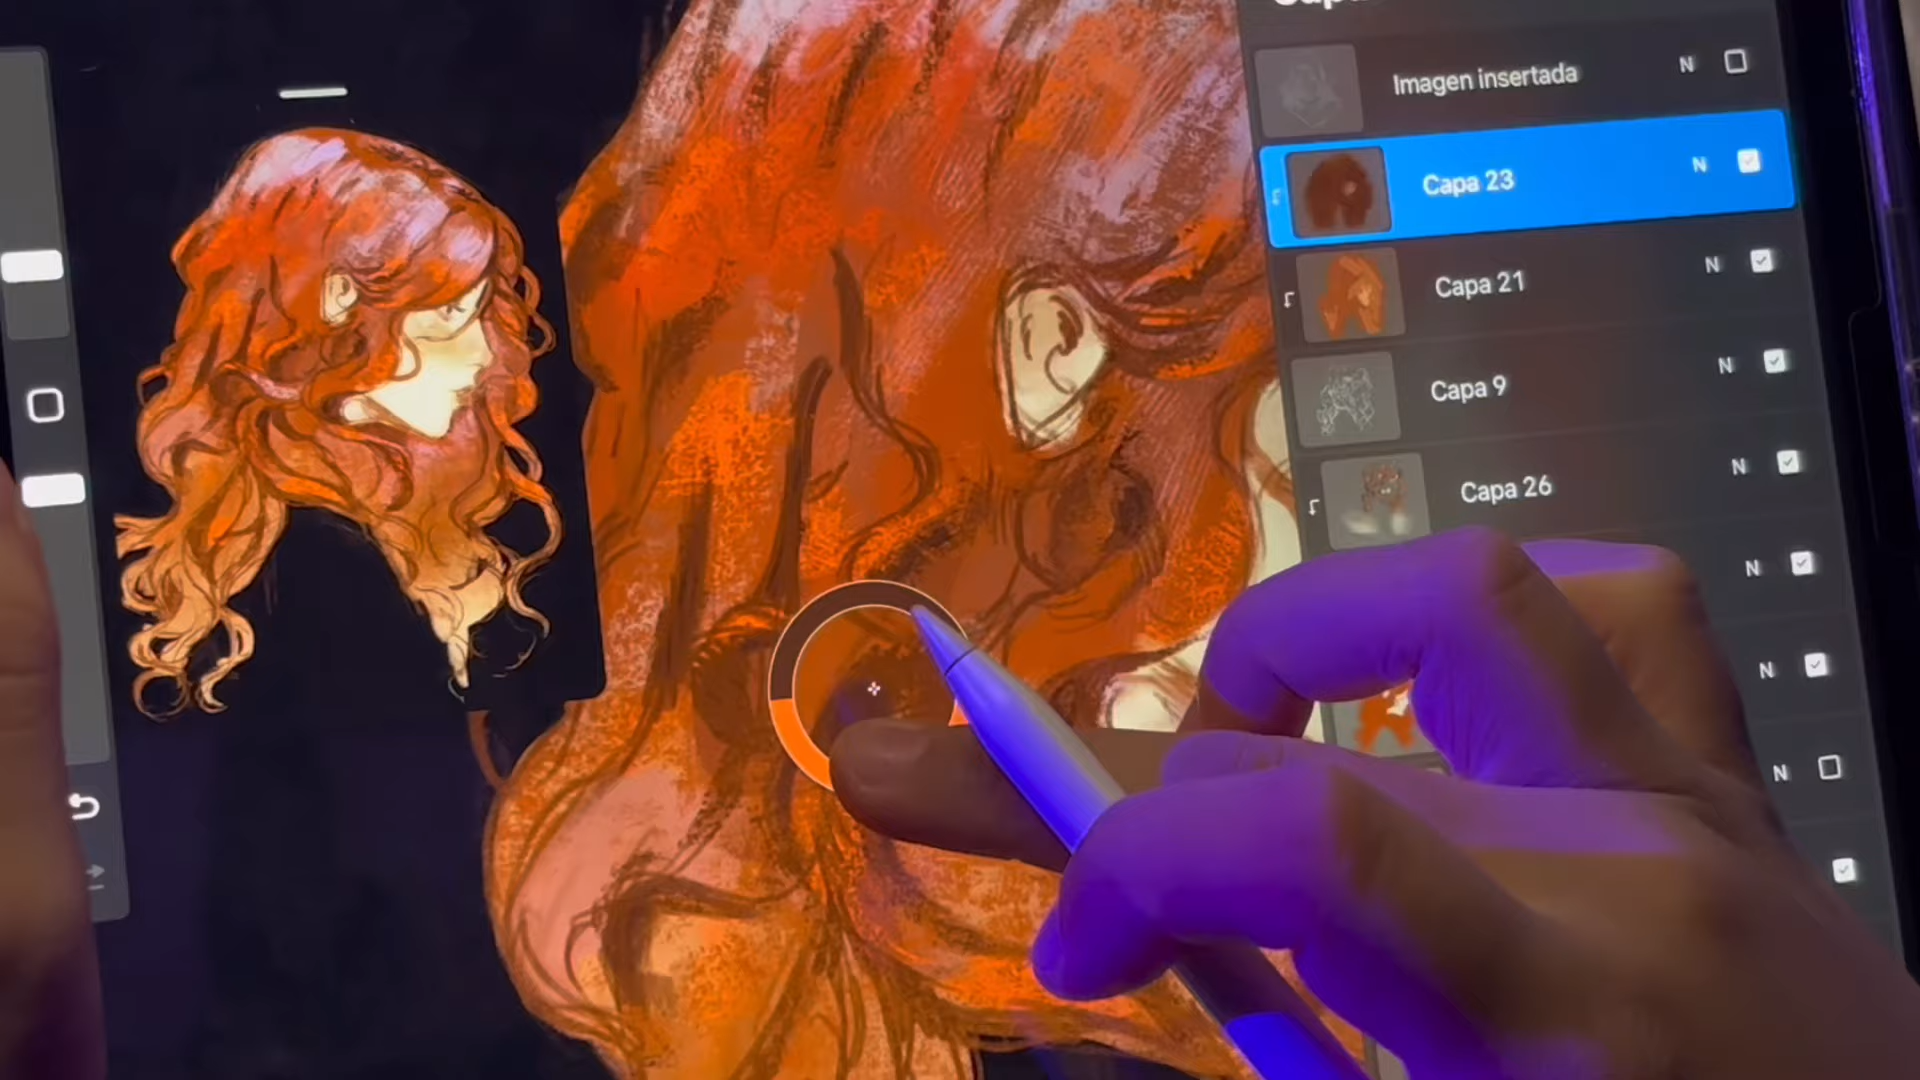 Imagen insertada N
Capa 23 N
Capa 21 N
Capa 9 N
Capa 26 N
N
N
N